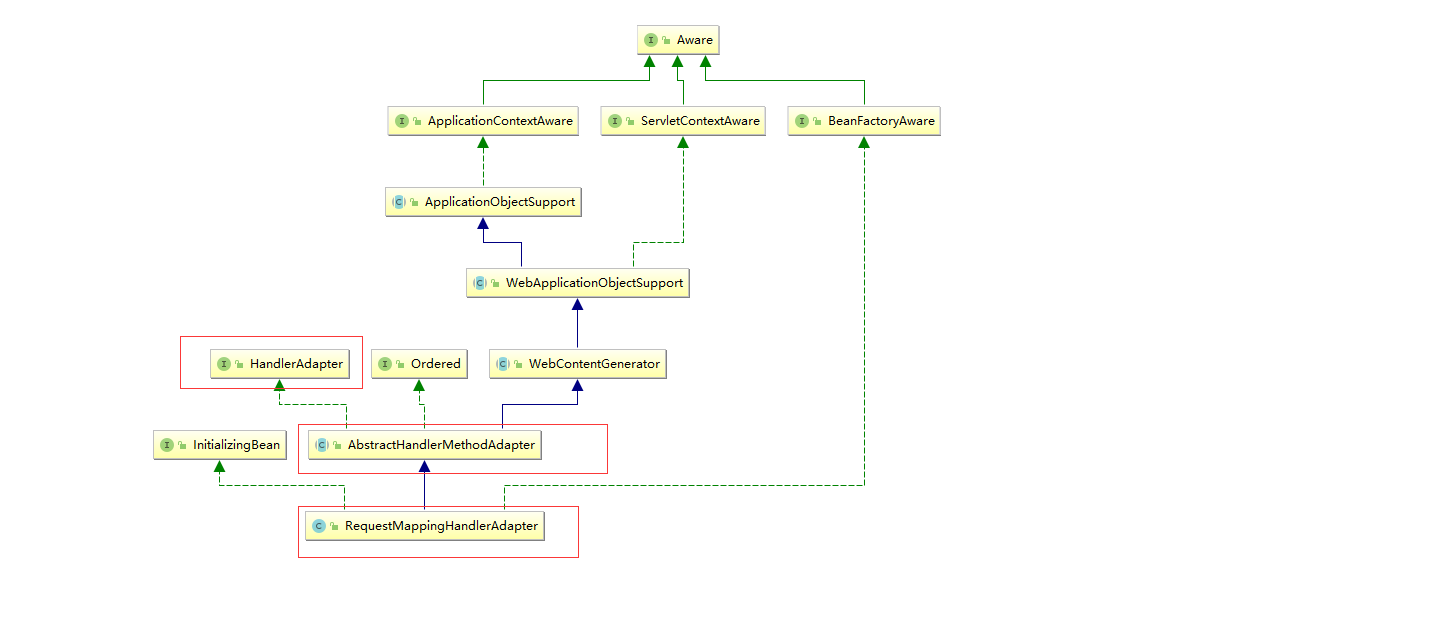 Aware
ApplicationContextAware
ServletContextAware
BeanFactoryAware
ApplicationObjectSupport
WebApplicationObjectSupport
HandlerAdapter
Ordered
WebContentGenerator
InitializingBean
AbstractHandlerMethodAdapter
RequestMappingHandlerAdapter